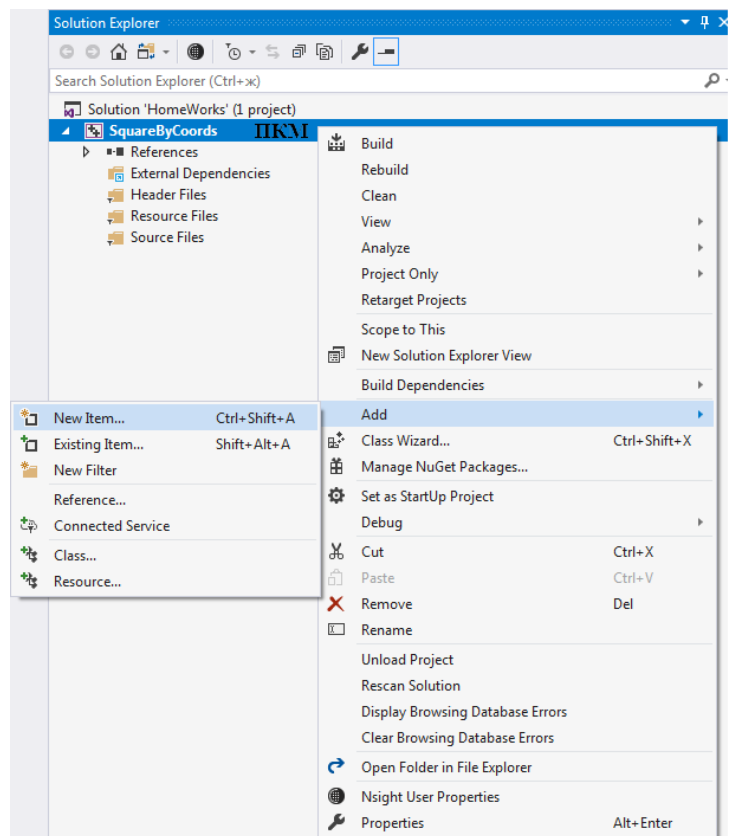 Solution Explorer
Search Solution Explorer (Ctrl+ж)
Solution 'HomeWorks' (1 project)
SquareByCoords ПКМ
References
External Dependencies
Header Files
Resource Files
Source Files
Build
Rebuild
Clean
View
Analyze
Project Only
Retarget Projects
Scope to This
New Solution Explorer View
Build Dependencies
Add
Class Wizard... Ctrl+Shift+X
Manage NuGet Packages...
Set as StartUp Project
Debug
Cut Ctrl+X
Paste Ctrl+V
Remove Del
Rename
Unload Project
Rescan Solution
Display Browsing Database Errors
Clear Browsing Database Errors
Open Folder in File Explorer
Nsight User Properties
Properties Alt+Enter
New Item... Ctrl+Shift+A
Existing Item... Shift+Alt+A
New Filter
Reference...
Connected Service
Class...
Resource...